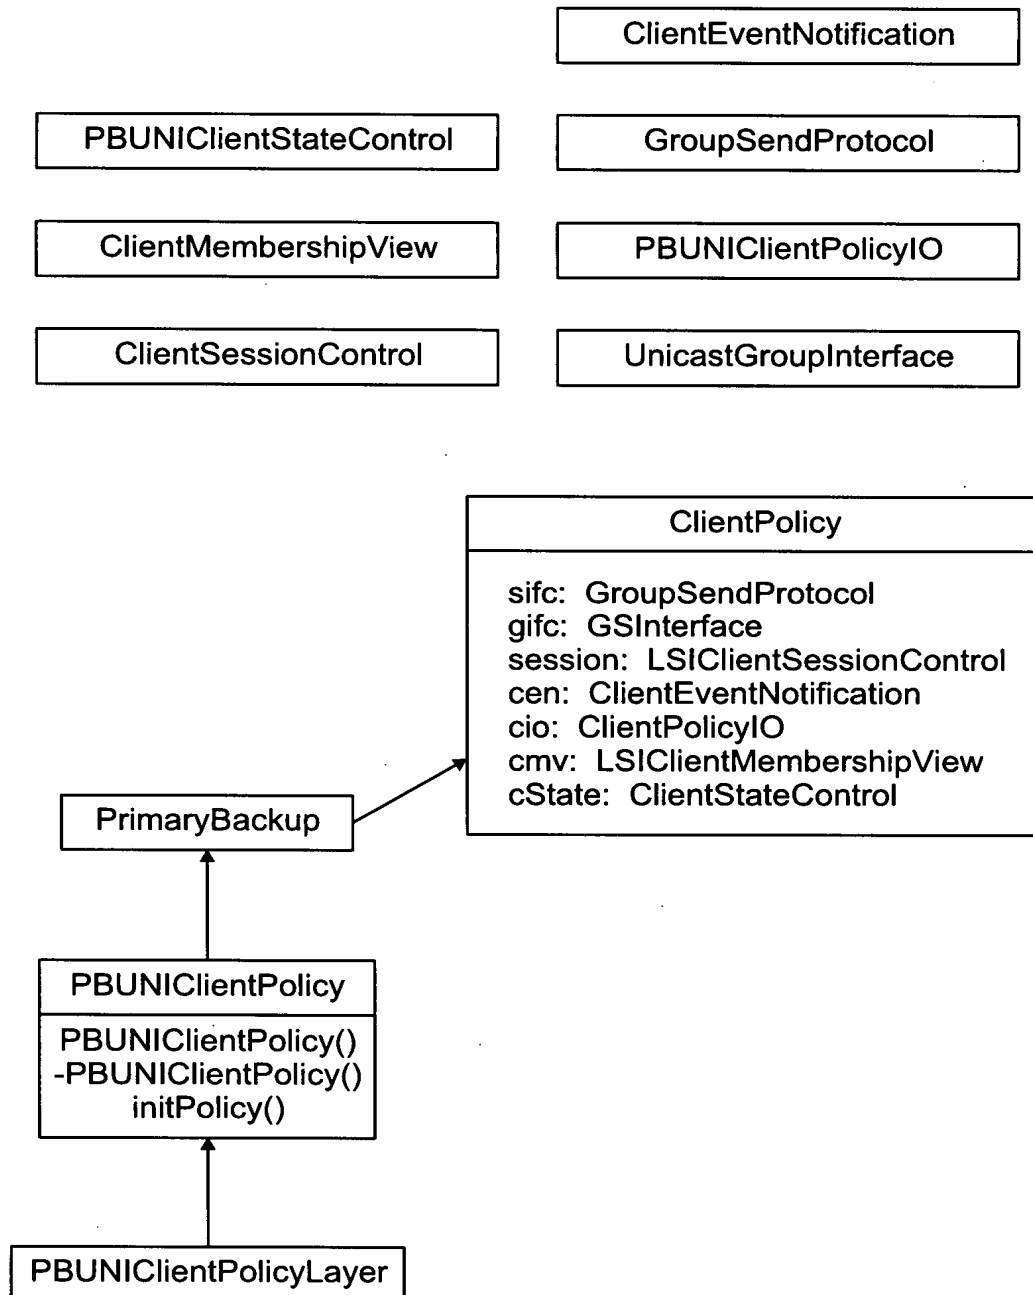 ClientEventNotification
PBUNIClientStateControl
GroupSendProtocol
ClientMembershipView
PBUNIClientPolicyIO
ClientSessionControl
UnicastGroupInterface
ClientPolicy
sifc: GroupSendProtocol
gifc: GSInterface
session: LSIClientSessionControl
cen: ClientEventNotification
cio: ClientPolicyIO
cmv: LSIClientMembershipView
cState: ClientStateControl
PrimaryBackup
PBUNIClientPolicy
PBUNIClientPolicy()
-PBUNIClientPolicy()
initPolicy()
PBUNIClientPolicyLayer